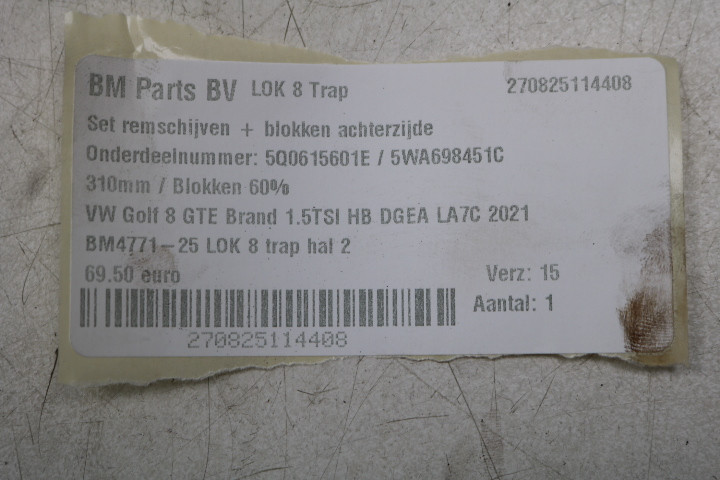 BM Parts BV LOK 8 Trap 270825114408
Set remschijven + blokken achterzijde
Onderdeelnummer: 5Q0615601E / 5WA698451C
310mm / Blokken 60%
VW Golf 8 GTE Brand 1.5TSI HB DGEA LA7C 2021
BM4771-25 LOK 8 trap hal 2
69.50 euro Verz: 15
Aantal: 1
270825114408